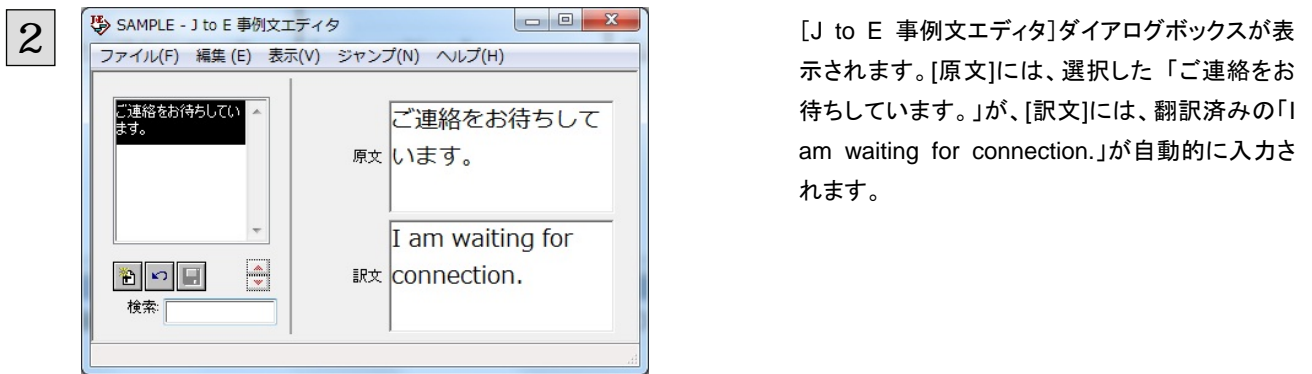 2
SAMPLE - J to E 事例文エディタ
ファイル(F) 編集(E) 表示(V) ジャンプ(N) ヘルプ(H)
ご連絡をお待ちしてい
ます。
原文
ご連絡をお待ちして
います。
訳文
I am waiting for
connection.
検索:
[J to E 事例文エディタ]ダイアログボックスが表
示されます。[原文]には、選択した 「ご連絡をお
待ちしています。」が、[訳文]には、翻訳済みの「I
am waiting for connection.」が自動的に入力さ
れます。